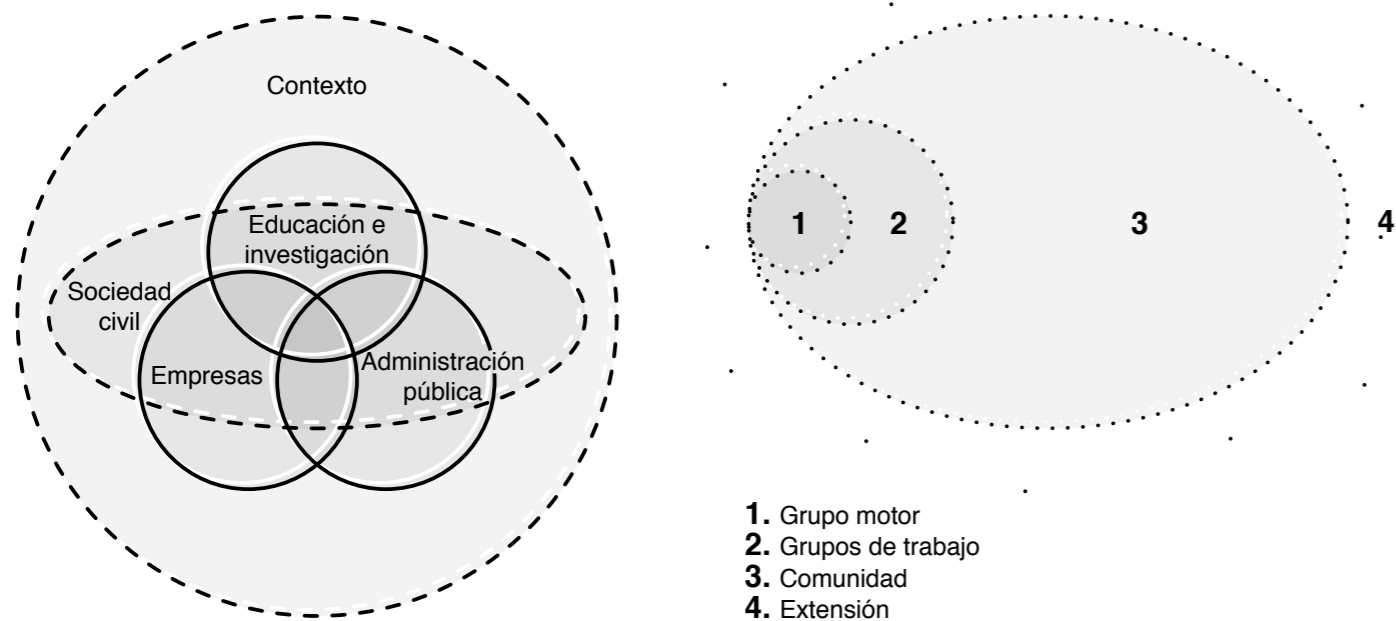 Contexto
Educación e
investigación
Sociedad
civil
Empresas
Administración
pública
1
2
3
4
1. Grupo motor
2. Grupos de trabajo
3. Comunidad
4. Extensión